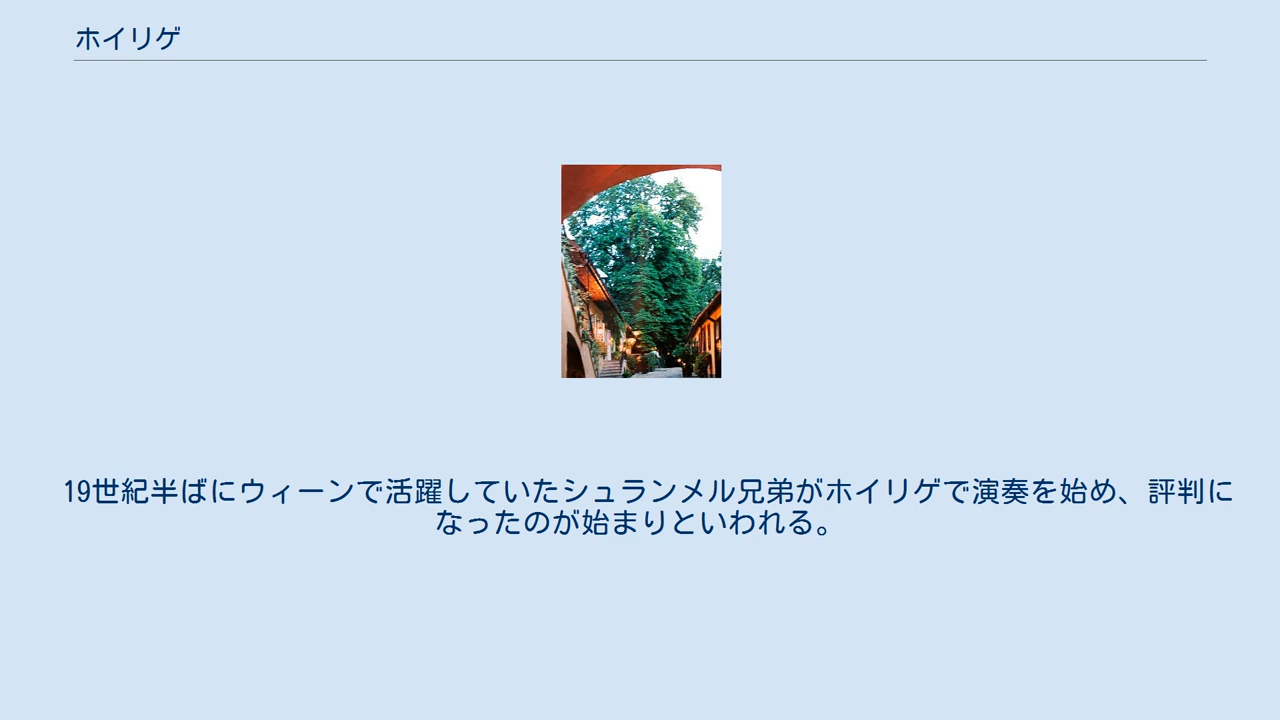 ホイリゲ
19世紀半ばにウィーンで活躍していたシュランメル兄弟がホイリゲで演奏を始め、評判に
なったのが始まりといわれる。